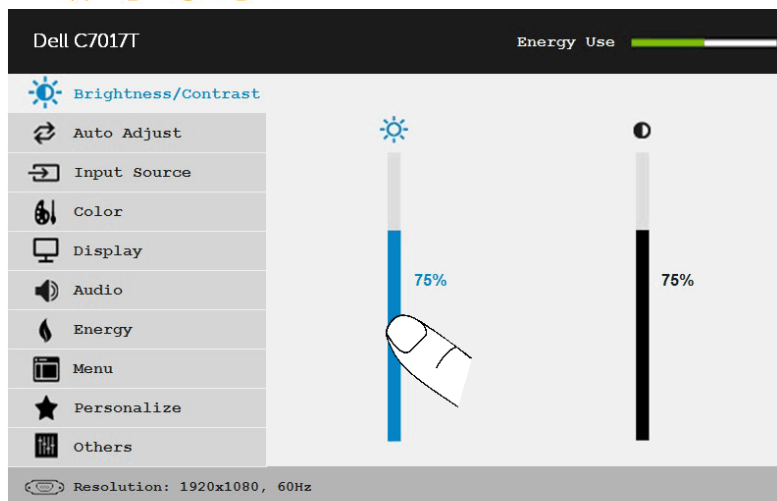 Dell C7017T
Energy Use
Brightness/Contrast
Auto Adjust
Input Source
Color
Display
Audio
Energy
Menu
Personalize
Others
75%
75%
Resolution: 1920x1080, 60Hz